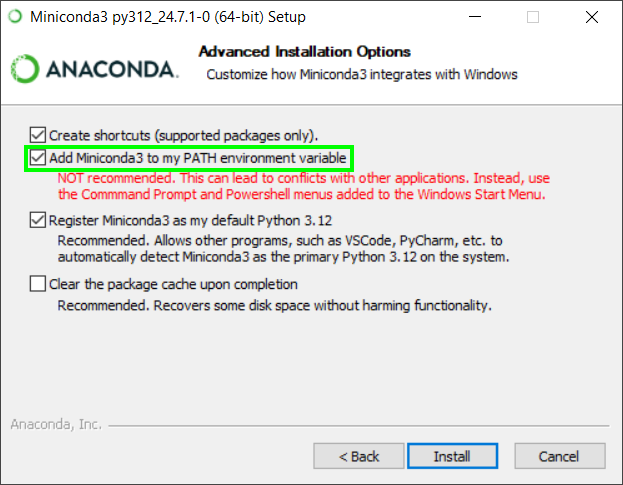 Miniconda3 py312_24.7.1-0 (64-bit) Setup
Advanced Installation Options
Customize how Miniconda3 integrates with Windows
ANACONDA.
Create shortcuts (supported packages only).
Add Miniconda3 to my PATH environment variable
NOT recommended. This can lead to conflicts with other applications. Instead, use
the Commmand Prompt and Powershell menus added to the Windows Start Menu.
Register Miniconda3 as my default Python 3.12
Recommended. Allows other programs, such as VSCode, PyCharm, etc. to
automatically detect Miniconda3 as the primary Python 3.12 on the system.
Clear the package cache upon completion
Recommended. Recovers some disk space without harming functionality.
Anaconda, Inc.
< Back
Install
Cancel